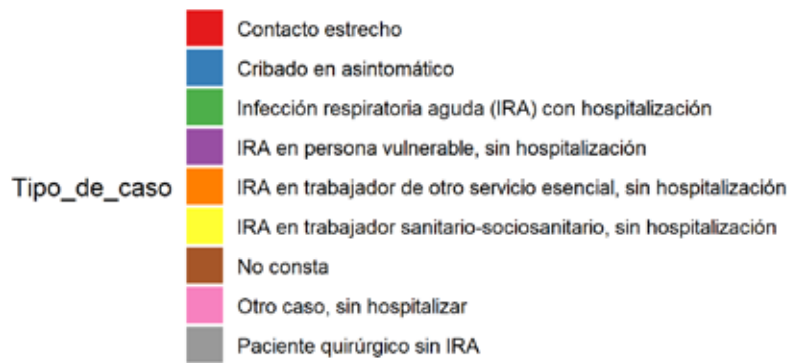 Contacto estrecho
Cribado en asintomático
Infección respiratoria aguda (IRA) con hospitalización
IRA en persona vulnerable, sin hospitalización
Tipo_de_caso
IRA en trabajador de otro servicio esencial, sin hospitalización
IRA en trabajador sanitario-sociosanitario, sin hospitalización
No consta
Otro caso, sin hospitalizar
Paciente quirúrgico sin IRA